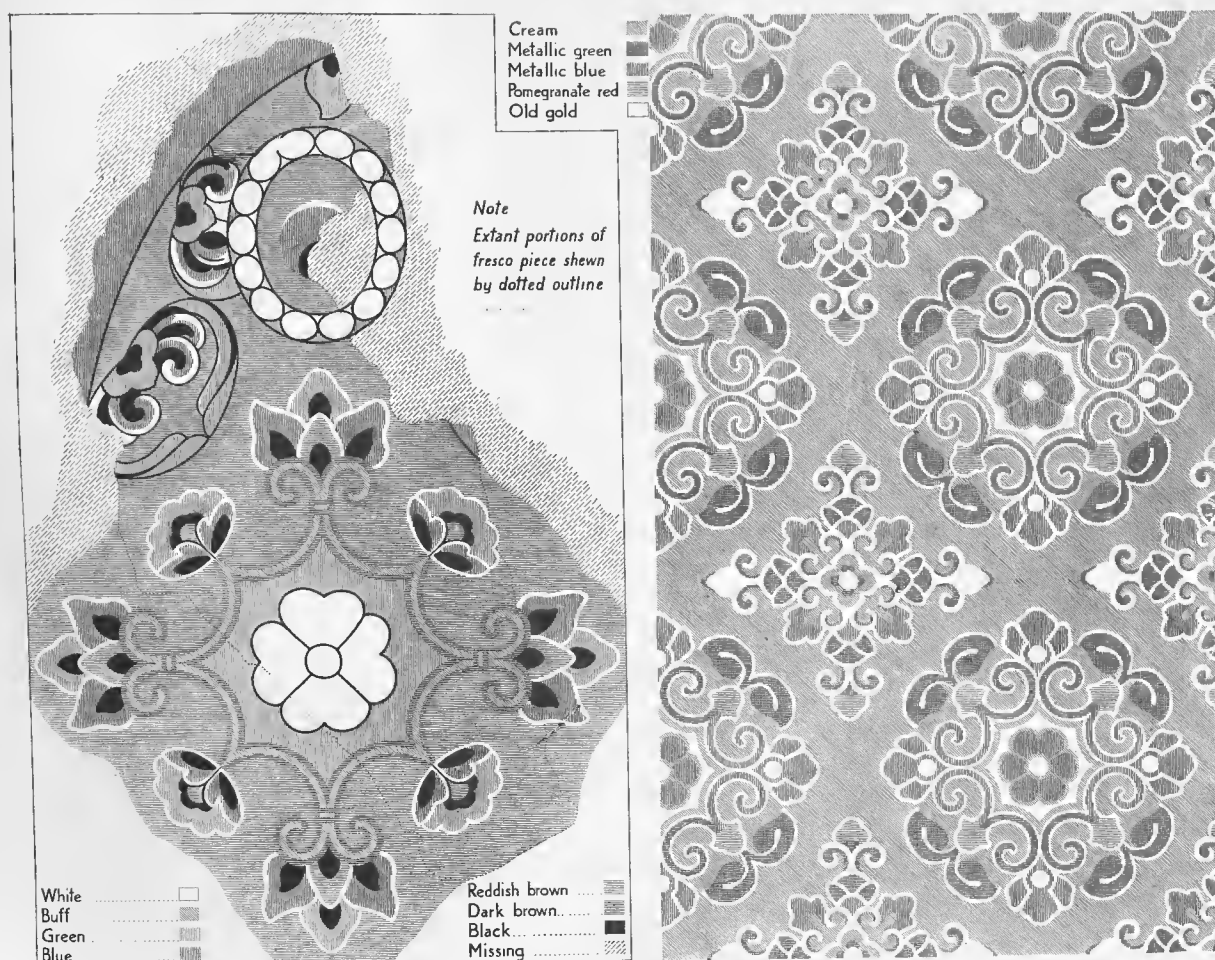 Cream
Metallic green
Metallic blue
Pomegranate red
Old gold
Note
Extant portions of
fresco piece shewn
by dotted outline
White
Buff
Green
Blue
Reddish brown
Dark brown
Black
Missing